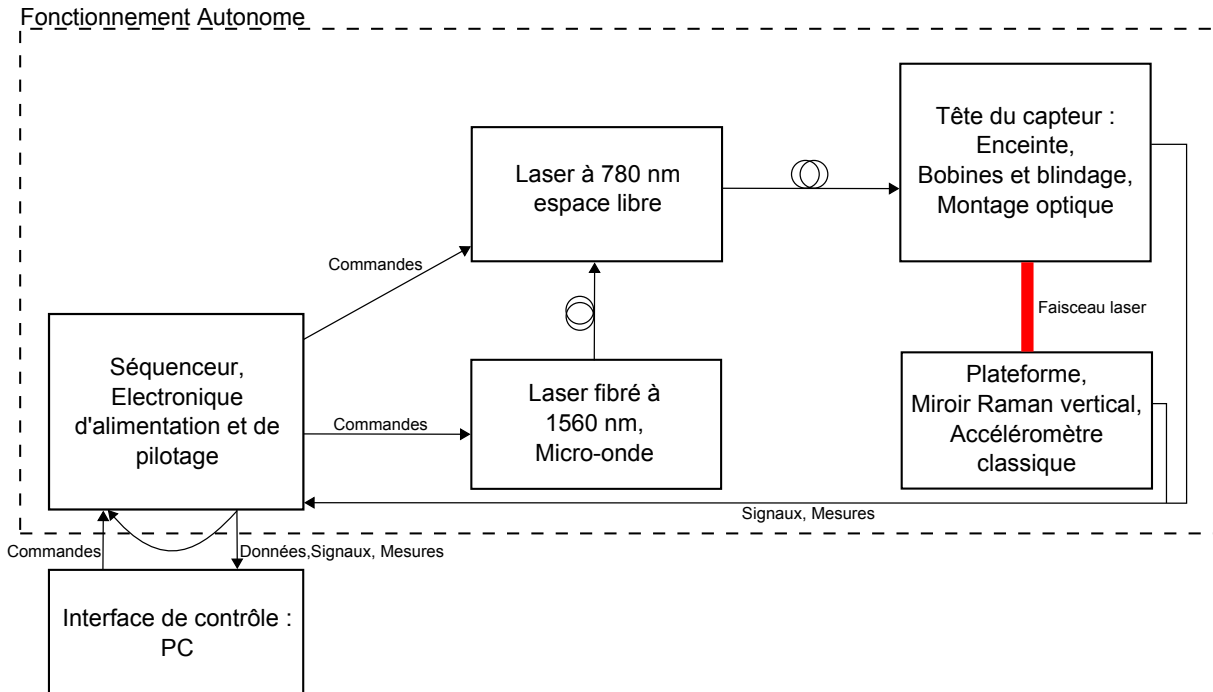 Fonctionnement Autonome
Tête du capteur :
Enceinte,
Bobines et blindage,
Montage optique
Laser à 780 nm
espace libre
Commandes
Faisceau laser
Séquenceur,
Electronique
d'alimentation et de
pilotage
Laser fibré à
1560 nm,
Micro-onde
Commandes
Plateforme,
Miroir Raman vertical,
Accéléromètre
classique
Signaux, Mesures
Commandes
Données,Signaux, Mesures
Interface de contrôle :
PC